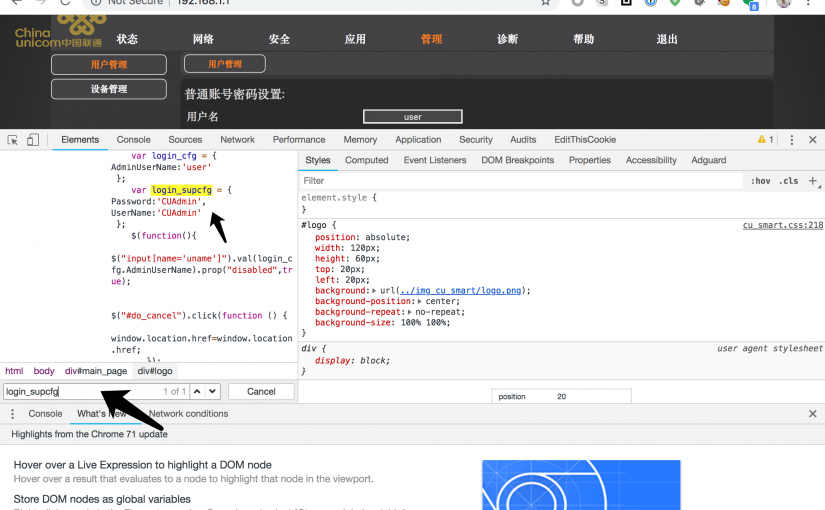 Not Secure 192.168.1.1
China
unicom中国联通
状态 网络 安全 应用 管理 诊断 帮助 退出
用户管理 用户管理
设备管理
普通账号密码设置:
用户名 user
Elements Console Sources Network Performance Memory Application Security Audits EditThisCookie 1
var login_cfg = {
AdminUserName:'user'
};
var login_supcfg = {
Password:'CUAdmin',
UserName:'CUAdmin'
};
$(function(){
$("input[name='uname']").val(login_c
fg.AdminUserName).prop("disabled",tr
ue);
$("#do_cancel").click(function () {
window.location.href=window.location
.href;
});
html body div#main_page div#logo
login_supcfg 1 of 1 Cancel
Styles Computed Event Listeners DOM Breakpoints Properties Accessibility Adguard
Filter :hov .cls +
element.style {
}
#logo { cu_smart.css:218
position: absolute;
width: 120px;
height: 60px;
top: 20px;
left: 20px;
background: url(../img_cu_smart/logo.png);
background-position: center;
background-repeat: no-repeat;
background-size: 100% 100%;
}
div { user agent stylesheet
display: block;
}
position 20
Console What's New Network conditions
Highlights from the Chrome 71 update
Hover over a Live Expression to highlight a DOM node
Hover over a result that evaluates to a node to highlight that node in the viewport.
Store DOM nodes as global variables